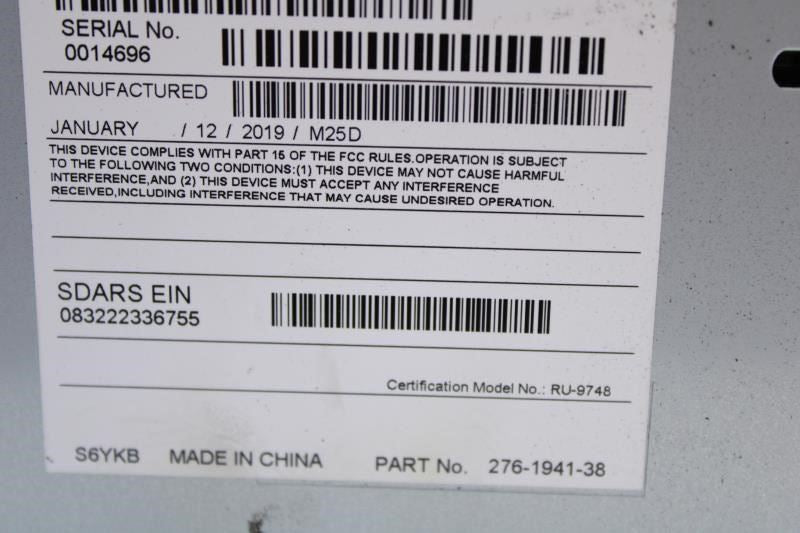 SERIAL No.
0014696
MANUFACTURED
JANUARY / 12 / 2019 / M25D
THIS DEVICE COMPLIES WITH PART 15 OF THE FCC RULES.OPERATION IS SUBJECT
TO THE FOLLOWING TWO CONDITIONS:(1) THIS DEVICE MAY NOT CAUSE HARMFUL
INTERFERENCE,AND (2) THIS DEVICE MUST ACCEPT ANY INTERFERENCE
RECEIVED,INCLUDING INTERFERENCE THAT MAY CAUSE UNDESIRED OPERATION.
SDARS EIN
083222336755
Certification Model No.: RU-9748
S6YKB MADE IN CHINA PART No. 276-1941-38